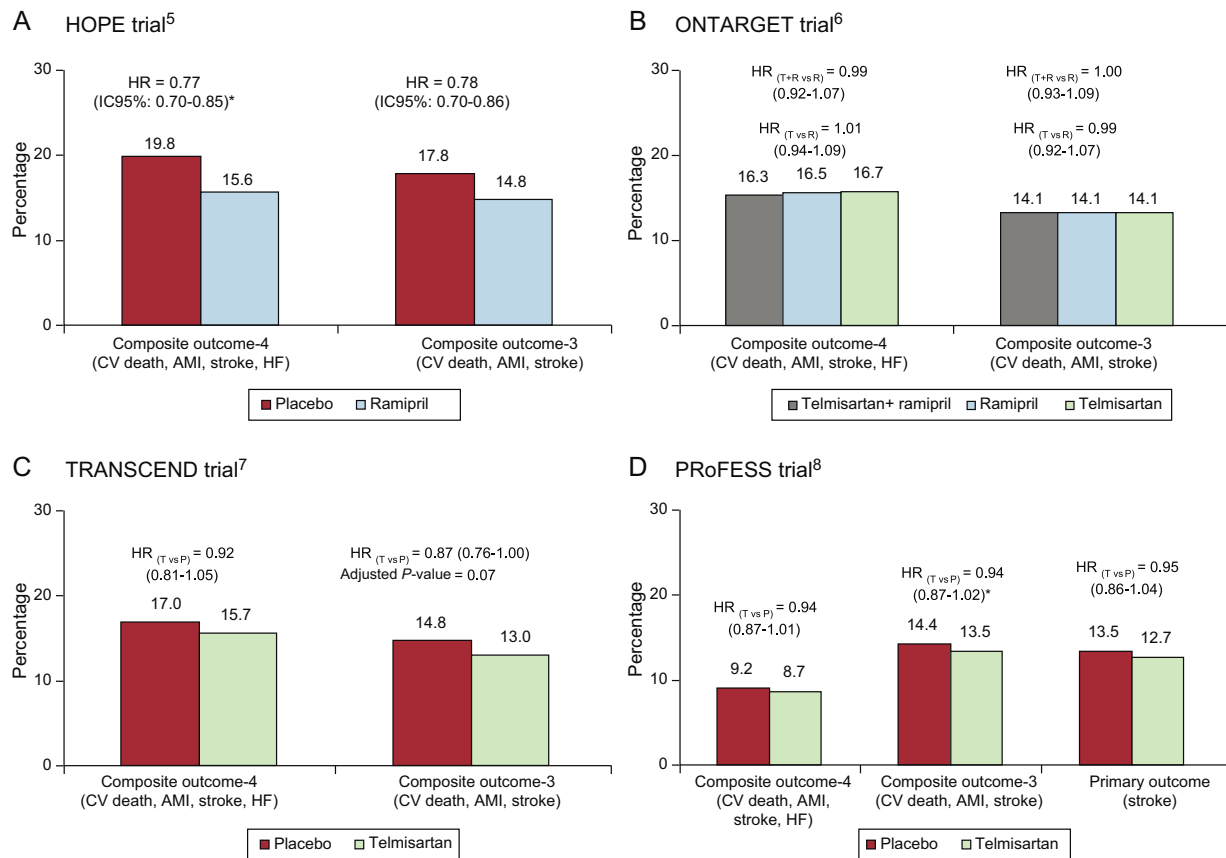 A HOPE trial5
30
20
10
0
Percentage
HR = 0.77
(IC95%: 0.70-0.85)*
HR = 0.78
(IC95%: 0.70-0.86)
19.8
15.6
17.8
14.8
Composite outcome-4
(CV death, AMI, stroke, HF)
Composite outcome-3
(CV death, AMI, stroke)
Placebo Ramipril
B ONTARGET trial6
30
20
10
0
Percentage
HR (T+R vs R) = 0.99
(0.92-1.07)
HR (T vs R) = 1.01
(0.94-1.09)
HR (T+R vs R) = 1.00
(0.93-1.09)
HR (T vs R) = 0.99
(0.92-1.07)
16.3 16.5 16.7
14.1 14.1 14.1
Composite outcome-4
(CV death, AMI, stroke, HF)
Composite outcome-3
(CV death, AMI, stroke)
Telmisartan+ ramipril Ramipril Telmisartan
C TRANSCEND trial7
30
20
10
0
Percentage
HR (T vs P) = 0.92
(0.81-1.05)
HR (T vs P) = 0.87 (0.76-1.00)
Adjusted P-value = 0.07
17.0
15.7
14.8
13.0
Composite outcome-4
(CV death, AMI, stroke, HF)
Composite outcome-3
(CV death, AMI, stroke)
Placebo Telmisartan
D PRoFESS trial8
30
20
10
0
Percentage
HR (T vs P) = 0.94
(0.87-1.01)
HR (T vs P) = 0.94
(0.87-1.02)*
HR (T vs P) = 0.95
(0.86-1.04)
9.2
8.7
14.4
13.5
13.5
12.7
Composite outcome-4
(CV death, AMI,
stroke, HF)
Composite outcome-3
(CV death, AMI, stroke)
Primary outcome
(stroke)
Placebo Telmisartan